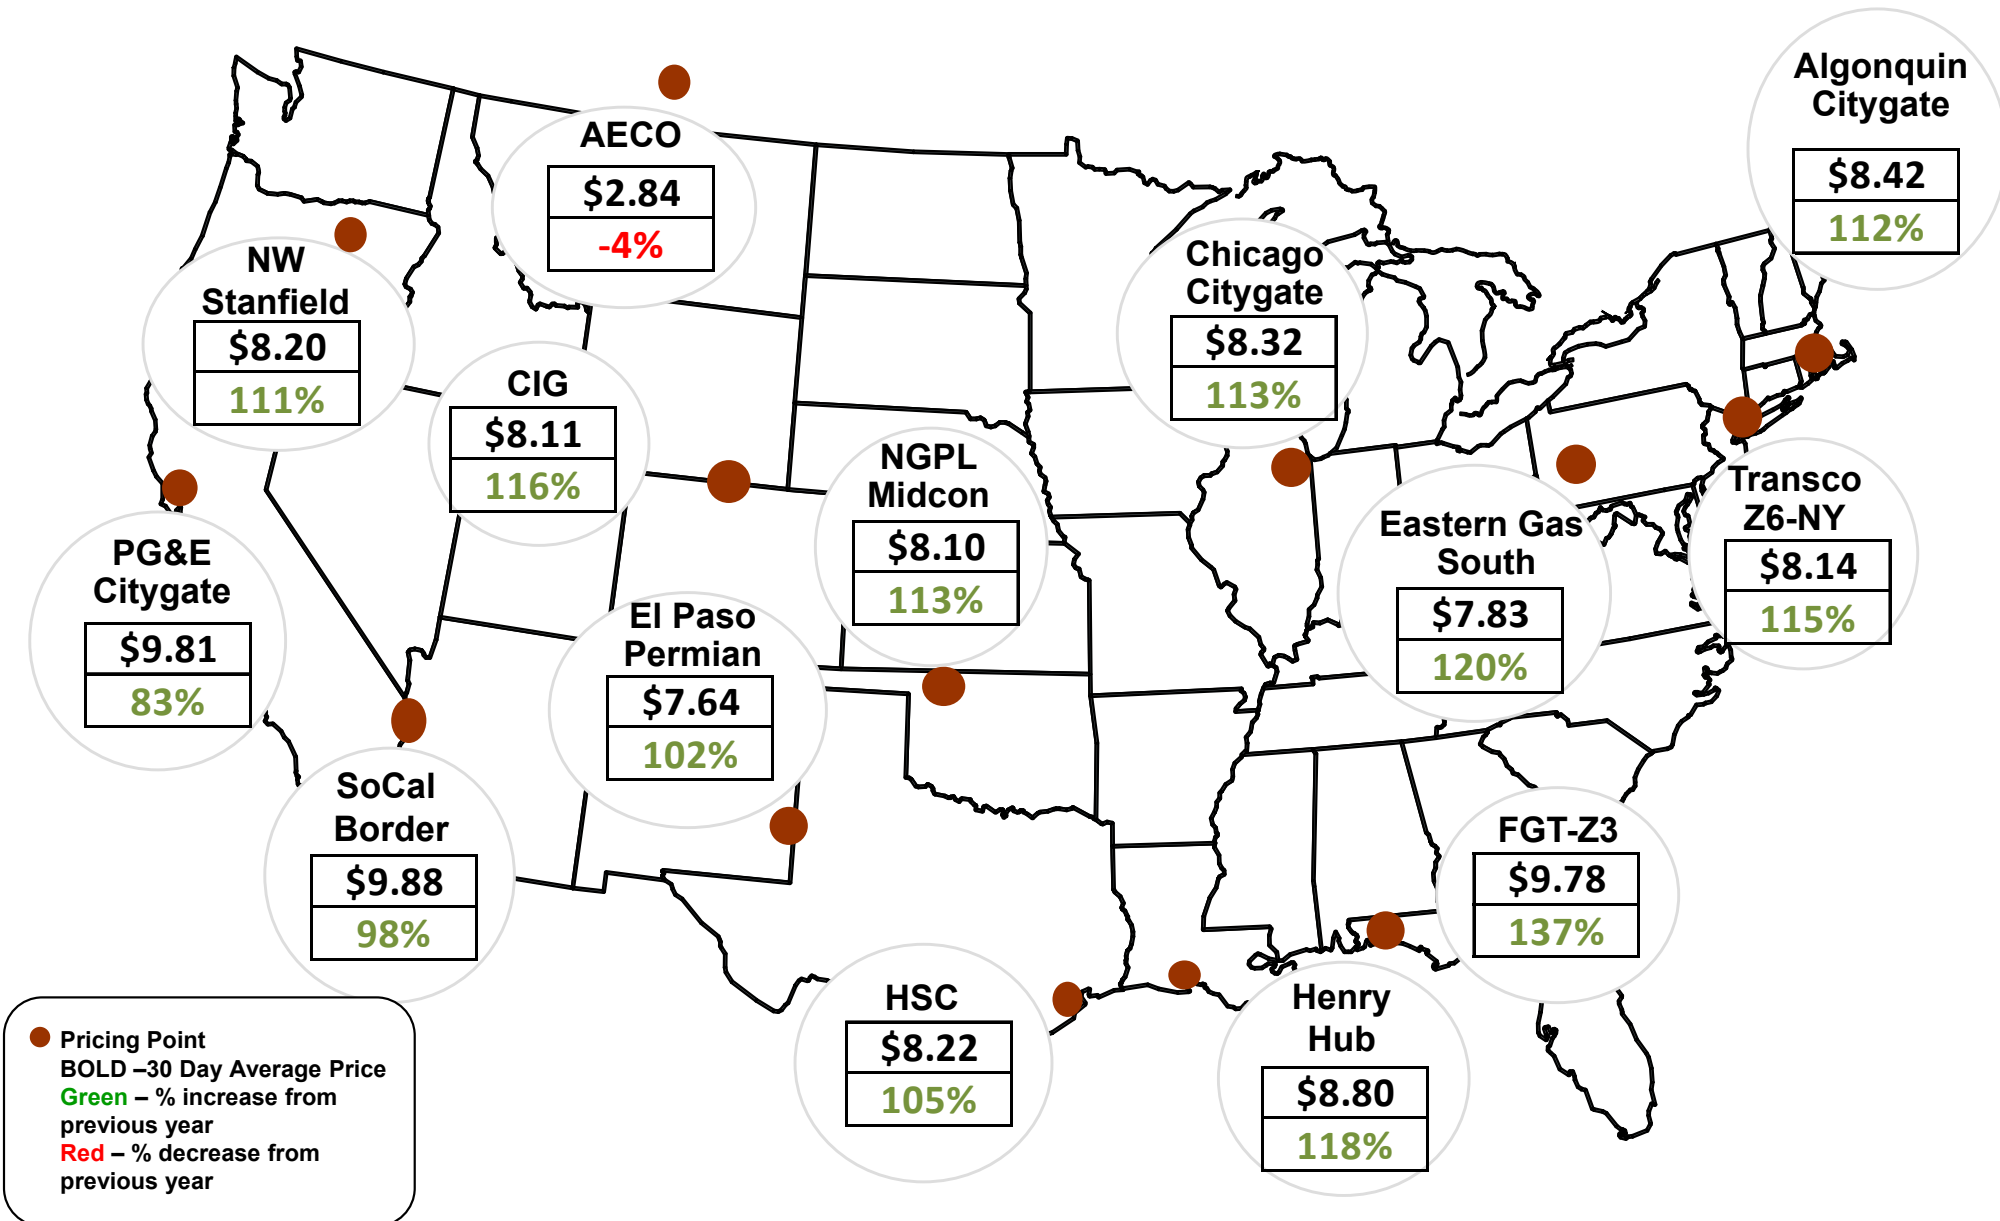 Algonquin
Citygate
$8.42
112%
AECO
$2.84
-4%
Chicago
Citygate
$8.32
113%
NW
Stanfield
$8.20
111%
CIG
$8.11
116%
NGPL
Midcon
$8.10
113%
Eastern Gas
South
$7.83
120%
Transco
Z6-NY
$8.14
115%
PG&E
Citygate
$9.81
83%
El Paso
Permian
$7.64
102%
SoCal
Border
$9.88
98%
FGT-Z3
$9.78
137%
HSC
$8.22
105%
Henry
Hub
$8.80
118%
Pricing Point
BOLD –30 Day Average Price
Green – % increase from
previous year
Red – % decrease from
previous year